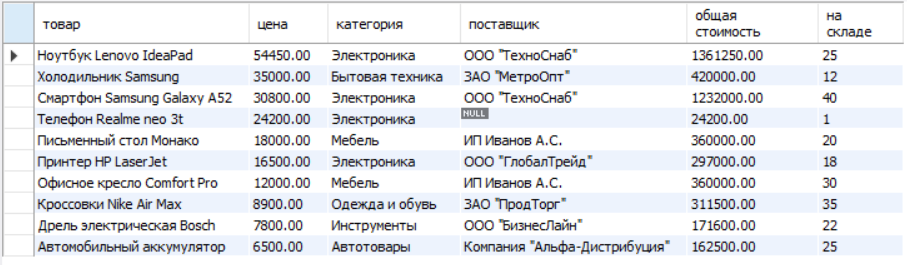 товар цена категория поставщик общая стоимость на складе
Ноутбук Lenovo IdeaPad 54450.00 Электроника ООО "ТехноСнаб" 1361250.00 25
Холодильник Samsung 35000.00 Бытовая техника ЗАО "МетроОпт" 420000.00 12
Смартфон Samsung Galaxy A52 30800.00 Электроника ООО "ТехноСнаб" 1232000.00 40
Телефон Realme neo 3t 24200.00 Электроника NULL 24200.00 1
Письменный стол Монако 18000.00 Мебель ИП Иванов А.С. 360000.00 20
Принтер HP LaserJet 16500.00 Электроника ООО "ГлобалТрейд" 297000.00 18
Офисное кресло Comfort Pro 12000.00 Мебель ИП Иванов А.С. 360000.00 30
Кроссовки Nike Air Max 8900.00 Одежда и обувь ЗАО "ПродТорг" 311500.00 35
Дрель электрическая Bosch 7800.00 Инструменты ООО "БизнесЛайн" 171600.00 22
Автомобильный аккумулятор 6500.00 Автотовары Компания "Альфа-Дистрибуция" 162500.00 25